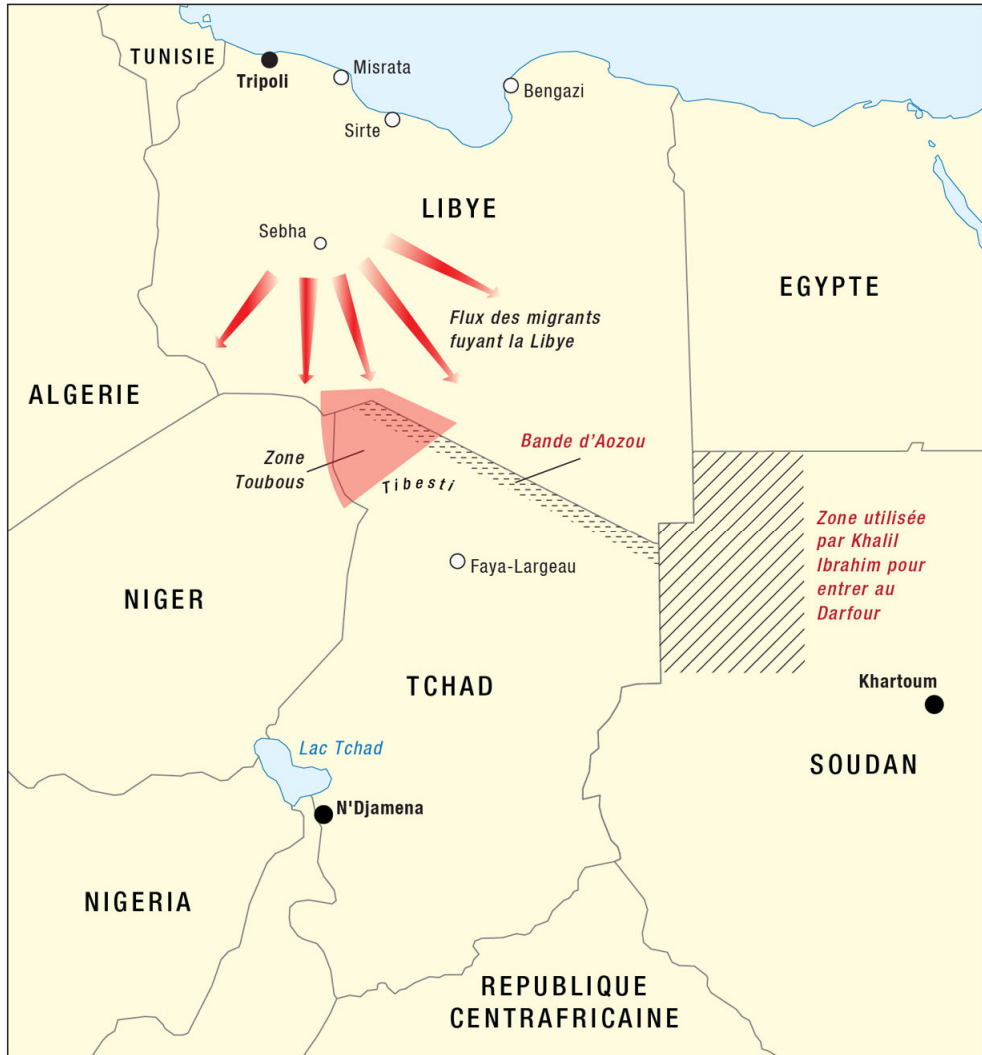 TUNISIE
Tripoli
Misrata
Bengazi
Sirte
LIBYE
Sebha
EGYPTE
Flux des migrants
fuyant la Libye
ALGERIE
Bande d'Aozou
Zone
Toubous
Tibesti
Zone utilisée
par Khalil
Ibrahim pour
entrer au
Darfour
Faya-Largeau
NIGER
TCHAD
Khartoum
Lac Tchad
SOUDAN
N'Djamena
NIGERIA
REPUBLIQUE
CENTRAFRICAINE